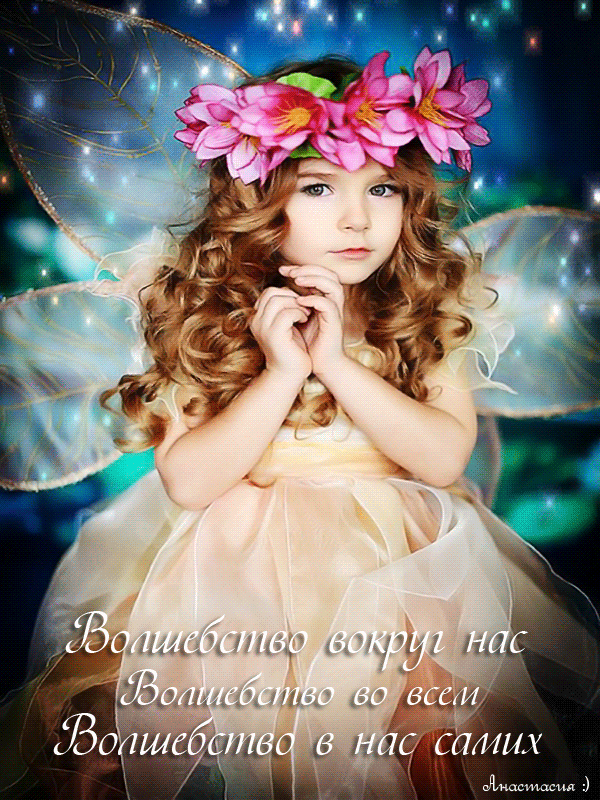 Волшебство вокруг нас
Волшебство во всем
Волшебство в нас самих
Анастасия :)